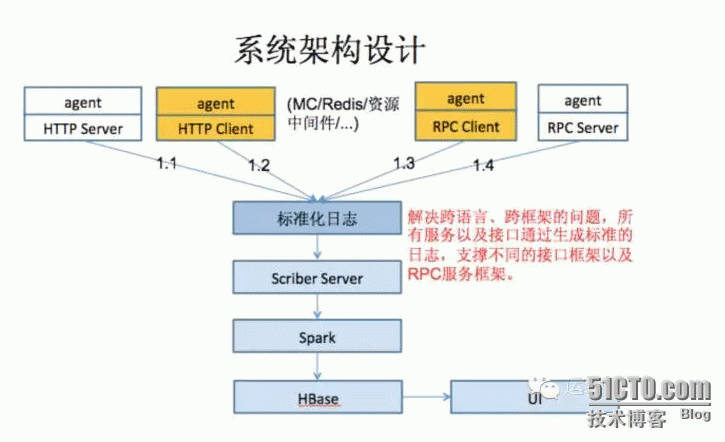 系统架构设计
agent
HTTP Server
agent
HTTP Client
(MC/Redis/资源
中间件/...)
agent
RPC Client
agent
RPC Server
1.1
1.2
1.3
1.4
标准化日志
解决跨语言、跨框架的问题，所
有服务以及接口通过生成标准的
日志，支撑不同的接口框架以及
RPC服务框架。
Scriber Server
Spark
HBase
UI
51CTO.com
技术博客 Blog